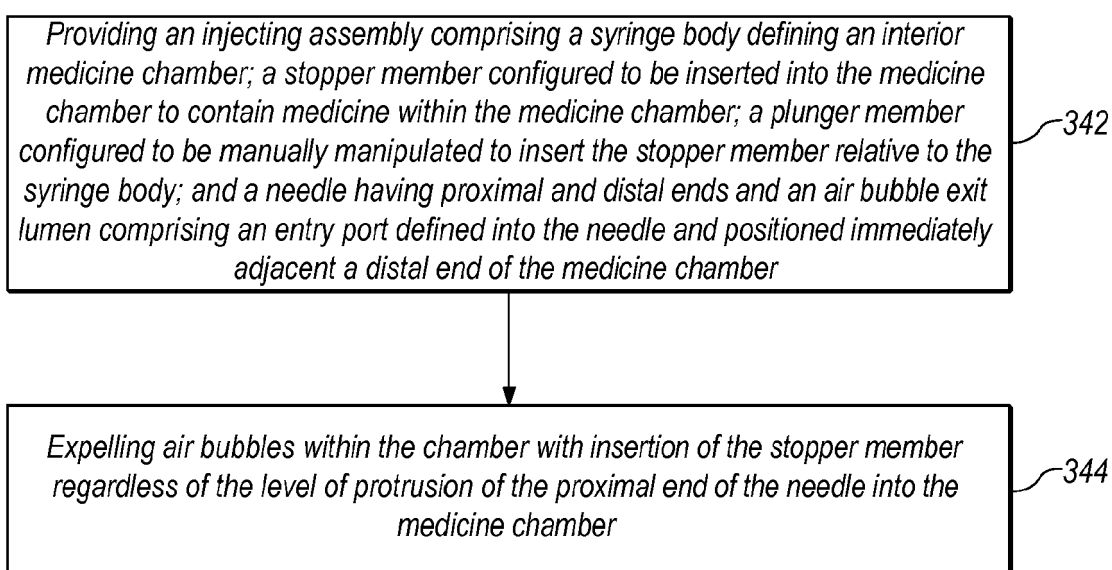 Providing an injecting assembly comprising a syringe body defining an interior
medicine chamber; a stopper member configured to be inserted into the medicine
chamber to contain medicine within the medicine chamber; a plunger member
configured to be manually manipulated to insert the stopper member relative to the
syringe body; and a needle having proximal and distal ends and an air bubble exit
lumen comprising an entry port defined into the needle and positioned immediately
adjacent a distal end of the medicine chamber
342
Expelling air bubbles within the chamber with insertion of the stopper member
regardless of the level of protrusion of the proximal end of the needle into the
medicine chamber
344